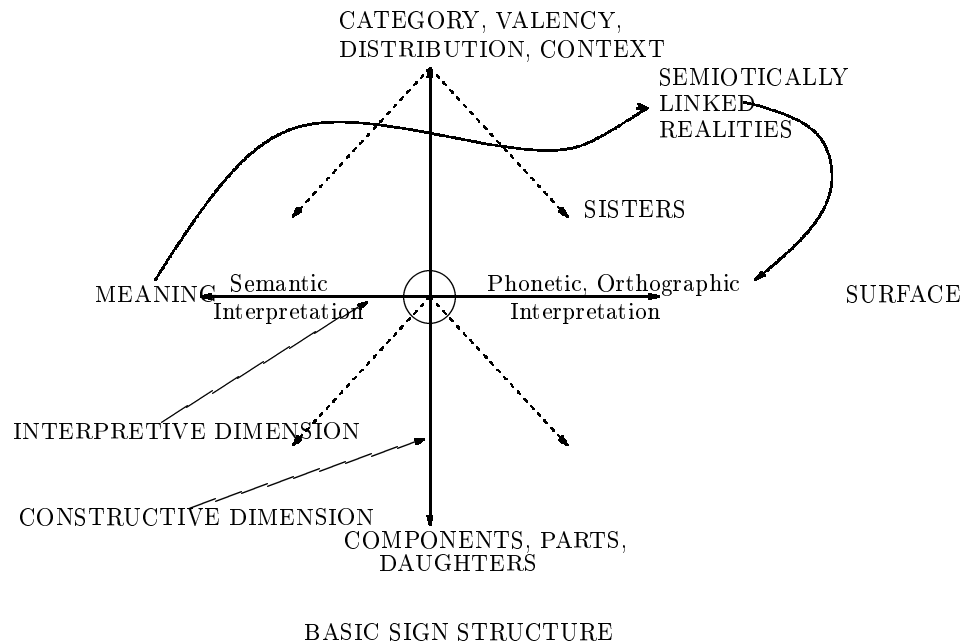 CATEGORY, VALENCY,
DISTRIBUTION, CONTEXT
SEMIOTICALLY
LINKED
REALITIES
SISTERS
MEANING
Semantic
Interpretation
Phonetic, Orthographic
Interpretation
SURFACE
INTERPRETIVE DIMENSION
CONSTRUCTIVE DIMENSION
COMPONENTS, PARTS,
DAUGHTERS
BASIC SIGN STRUCTURE